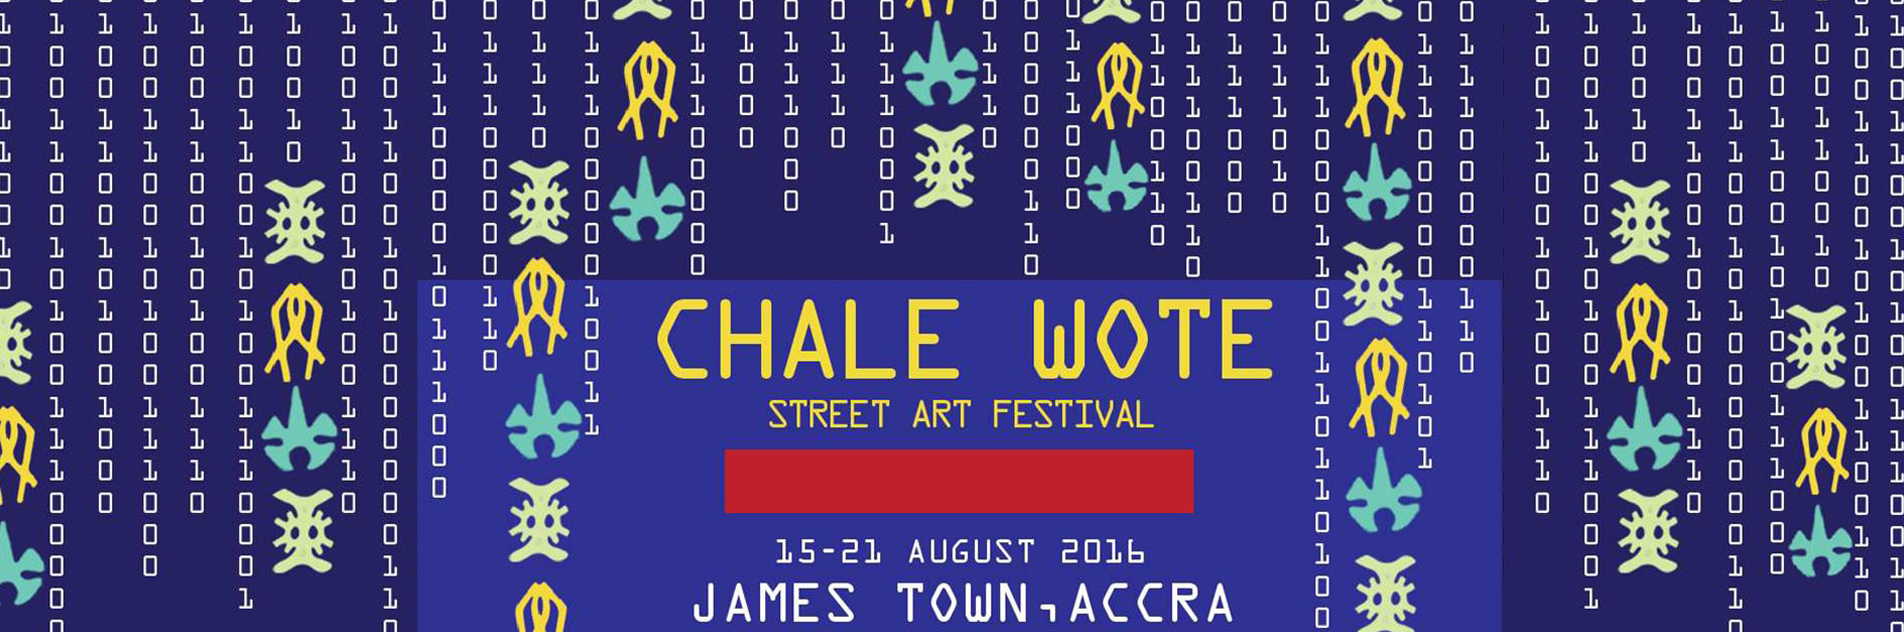 CHALE WOTE
STREET ART FESTIVAL
15-21 AUGUST 2016
JAMES TOWN,ACCRA